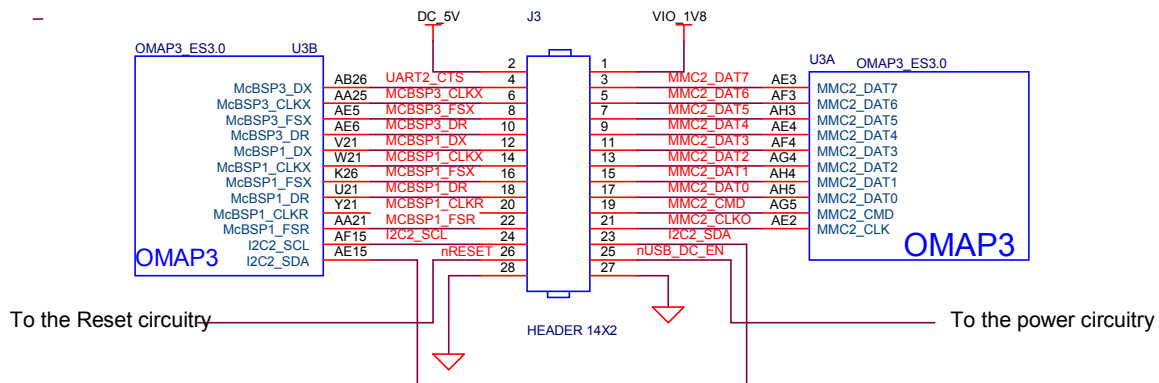 DC_5V J3 VIO_1V8
OMAP3_ES3.0 U3B
U3A OMAP3_ES3.0
2 1
McBSP3_DX AB26 UART2_CTS 4 3 MMC2_DAT7 AE3 MMC2_DAT7
McBSP3_CLKX AA25 MCBSP3_CLKX 6 5 MMC2_DAT6 AF3 MMC2_DAT6
McBSP3_FSX AE5 MCBSP3_FSX 8 7 MMC2_DAT5 AH3 MMC2_DAT5
McBSP3_DR AE6 MCBSP3_DR 10 9 MMC2_DAT4 AE4 MMC2_DAT4
McBSP1_DX V21 MCBSP1_DX 12 11 MMC2_DAT3 AF4 MMC2_DAT3
McBSP1_CLKX W21 MCBSP1_CLKX 14 13 MMC2_DAT2 AG4 MMC2_DAT2
McBSP1_FSX K26 MCBSP1_FSX 16 15 MMC2_DAT1 AH4 MMC2_DAT1
McBSP1_DR U21 MCBSP1_DR 18 17 MMC2_DAT0 AH5 MMC2_DAT0
McBSP1_CLKR Y21 MCBSP1_CLKR 20 19 MMC2_CMD AG5 MMC2_CMD
McBSP1_FSR AA21 MCBSP1_FSR 22 21 MMC2_CLKO AE2 MMC2_CLK
I2C2_SCL AF15 I2C2_SCL 24 23 I2C2_SDA
I2C2_SDA AE15 nRESET 26 25 nUSB_DC_EN
28 27
OMAP3
OMAP3
To the Reset circuitry
To the power circuitry
HEADER 14X2